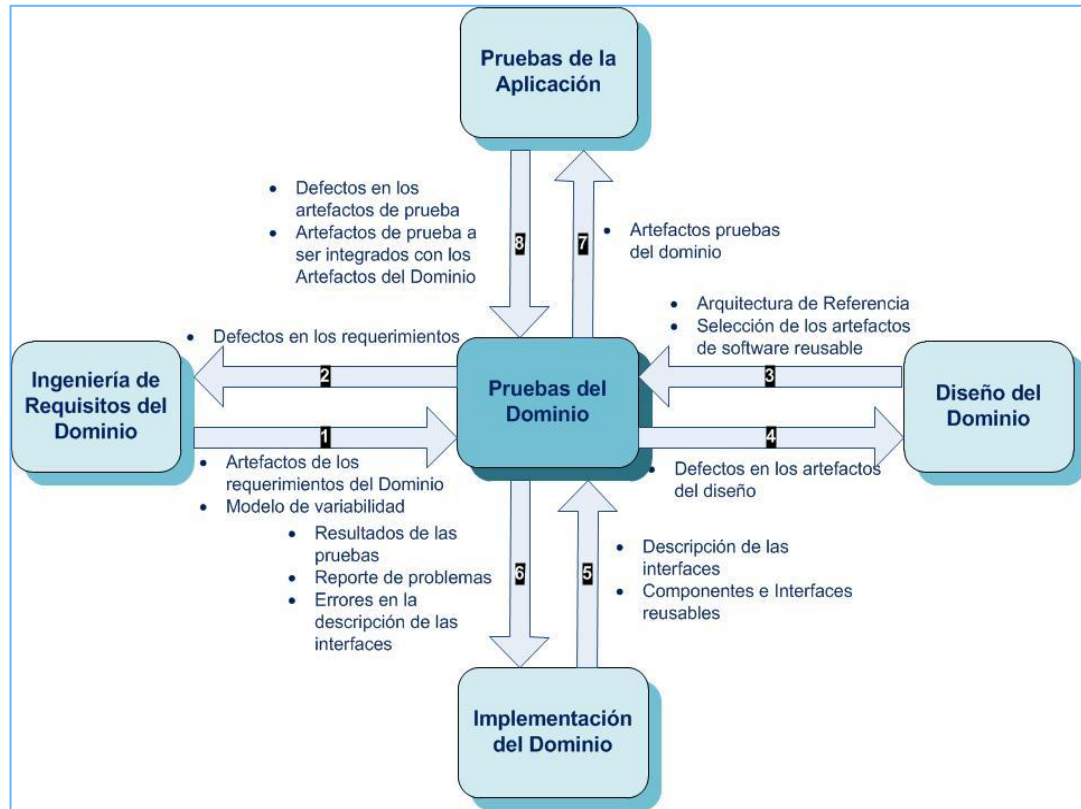 Pruebas de la
Aplicación
• Defectos en los
artefactos de prueba
• Artefactos de prueba a
ser integrados con los
Artefactos del Dominio
8
7
• Artefactos pruebas
del dominio
• Arquitectura de Referencia
• Selección de los artefactos
de software reusable
• Defectos en los requerimientos
Ingeniería de
Requisitos del
Dominio
2
1
Pruebas del
Dominio
3
4
Diseño del
Dominio
• Artefactos de los
requerimientos del Dominio
• Modelo de variabilidad
• Defectos en los artefactos
del diseño
• Resultados de las
pruebas
• Reporte de problemas
• Errores en la
descripción de las
interfaces
6
5
• Descripción de las
interfaces
• Componentes e Interfaces
reusables
Implementación
del Dominio